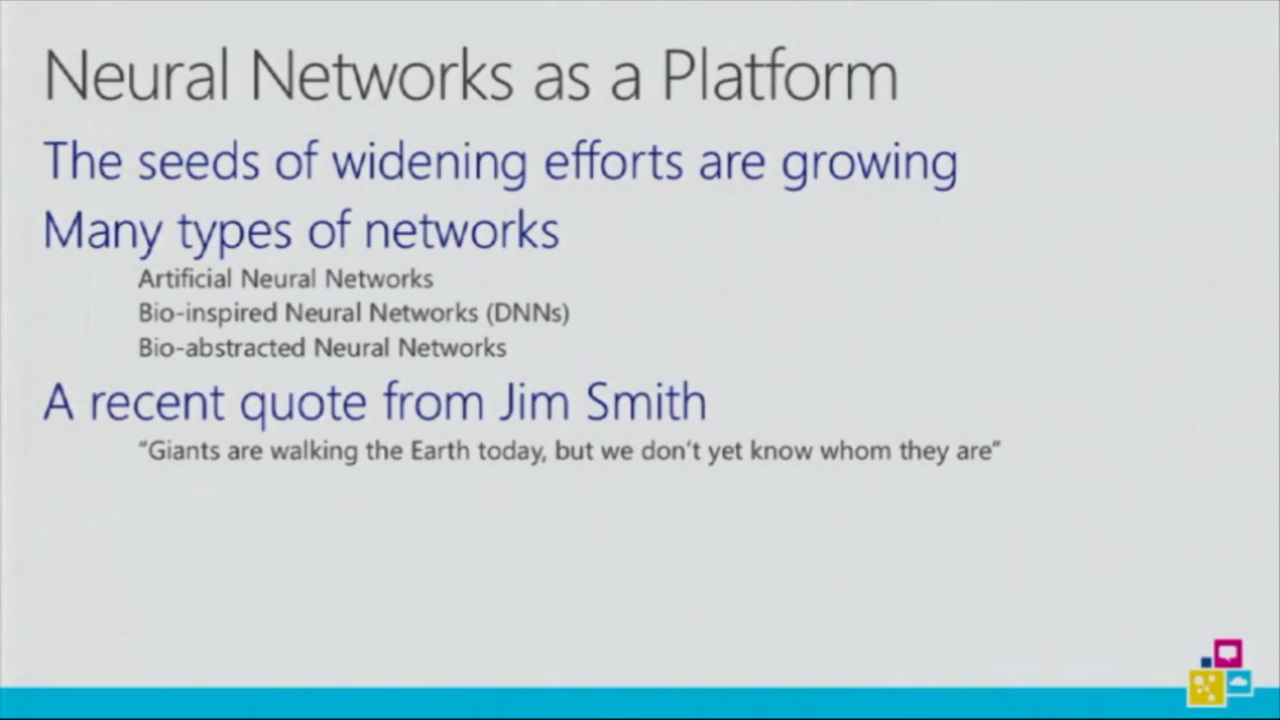 Neural Networks as a Platform
The seeds of widening efforts are growing
Many types of networks
Artificial Neural Networks
Bio-inspired Neural Networks (DNNs)
Bio-abstracted Neural Networks
A recent quote from Jim Smith
“Giants are walking the Earth today, but we don’t yet know whom they are”